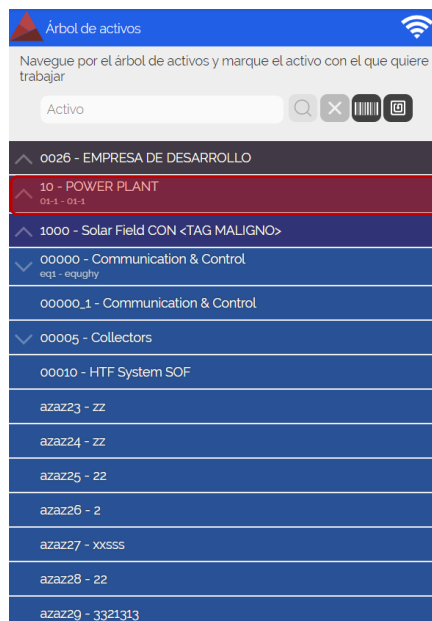 Árbol de activos
Navegue por el árbol de activos y marque el activo con el que quiere
trabajar
Activo
0026 - EMPRESA DE DESARROLLO
10 - POWER PLANT
01-1 - 01-1
1000 - Solar Field CON <TAG MALIGNO>
00000 - Communication & Control
eq1 - equghy
00000_1 - Communication & Control
00005 - Collectors
00010 - HTF System SOF
azaz23 - zz
azaz24 - zz
azaz25 - 22
azaz26 - 2
azaz27 - xxsss
azaz28 - 22
azaz29 - 3321313